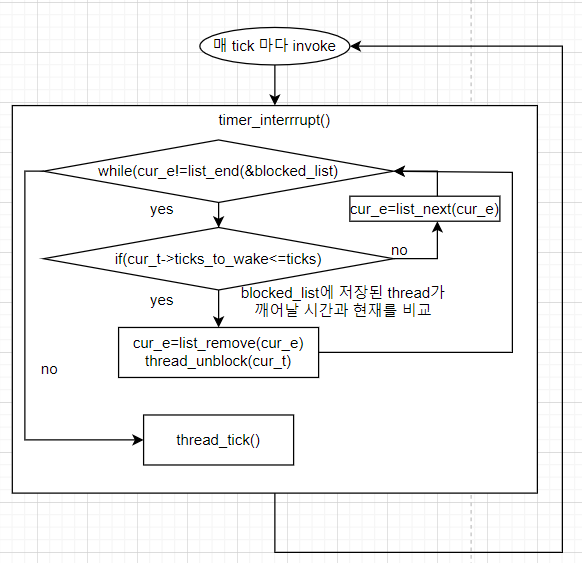 매 tick 마다 invoke
timer_interrrupt()
while(cur_e!=list_end(&blocked_list)
yes
cur_e=list_next(cur_e)
no
if(cur_t->ticks_to_wake<=ticks)
yes
blocked_list에 저장된 thread가
깨어날 시간과 현재를 비교
cur_e=list_remove(cur_e)
thread_unblock(cur_t)
no
thread_tick()